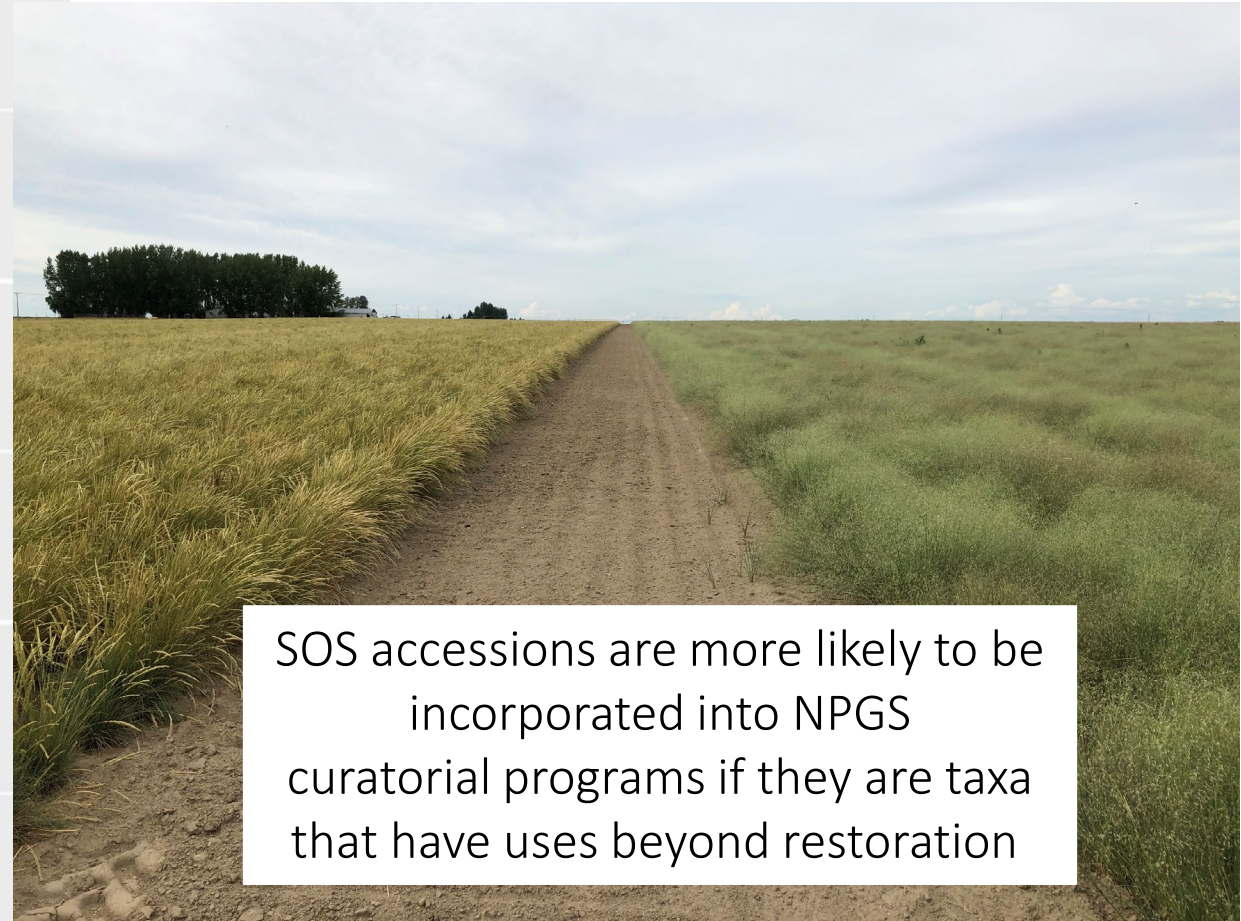 SOS accessions are more likely to be
incorporated into NPGS
curatorial programs if they are taxa
that have uses beyond restoration